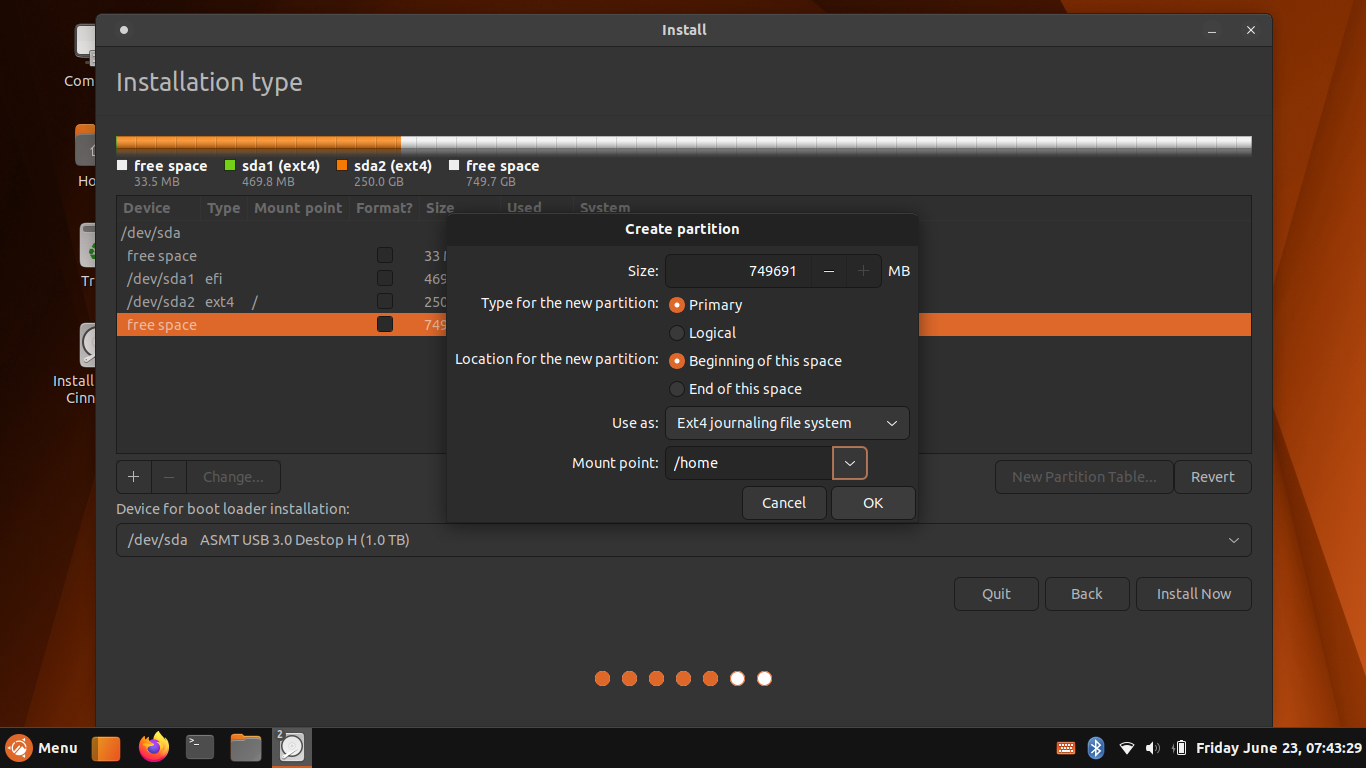 Install
Com
Ho
Tr
Install
Cinn
Installation type
free space sda1 (ext4) sda2 (ext4) free space
33.5 MB 469.8 MB 250.0 GB 749.7 GB
Device Type Mount point Format? Size Used System
/dev/sda
free space 33
/dev/sda1 efi 469
/dev/sda2 ext4 / 250
free space 749
Create partition
Size: 749691 MB
Type for the new partition: Primary
Logical
Location for the new partition: Beginning of this space
End of this space
Use as: Ext4 journaling file system
Mount point: /home
Cancel OK
Change... New Partition Table... Revert
Device for boot loader installation:
/dev/sda ASMT USB 3.0 Destop H (1.0 TB)
Quit Back Install Now
Menu 2 Friday June 23, 07:43:29